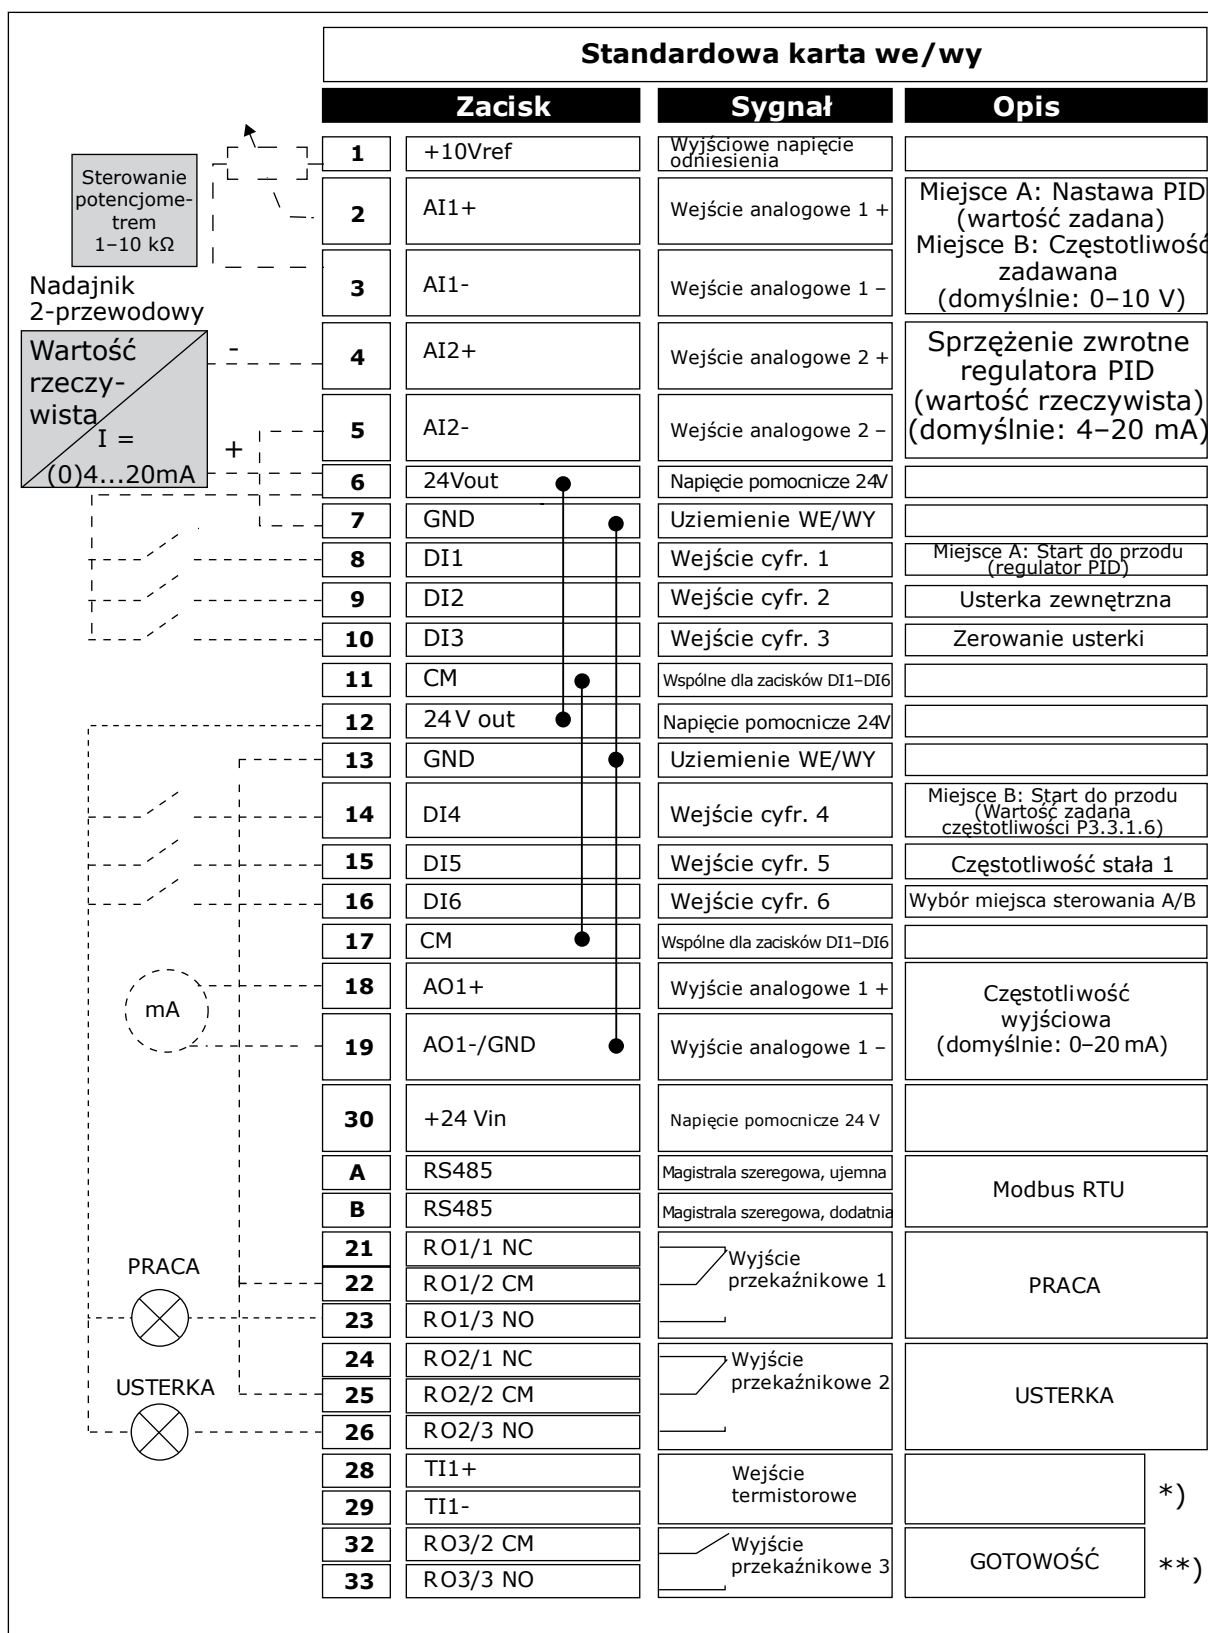 Standardowa karta we/wy
Zacisk Sygnał Opis
Sterowanie
potencjome-
trem
1–10 kΩ
Nadajnik
2-przewodowy
Wartość
rzeczy-
wista
I =
(0)4...20mA
-
+
1 +10Vref Wyjściowe napięcie
odniesienia
2 AI1+ Wejście analogowe 1 +
3 AI1- Wejście analogowe 1 –
Miejsce A: Nastawa PID
(wartość zadana)
Miejsce B: Częstotliwość
zadawana
(domyślnie: 0–10 V)
4 AI2+ Wejście analogowe 2 +
5 AI2- Wejście analogowe 2 –
Sprzężenie zwrotne
regulatora PID
(wartość rzeczywista)
(domyślnie: 4–20 mA)
6 24Vout Napięcie pomocnicze 24V
7 GND Uziemienie WE/WY
8 DI1 Wejście cyfr. 1 Miejsce A: Start do przodu
(regulator PID)
9 DI2 Wejście cyfr. 2 Usterka zewnętrzna
10 DI3 Wejście cyfr. 3 Zerowanie usterki
11 CM Wspólne dla zacisków DI1–DI6
12 24 V out Napięcie pomocnicze 24V
13 GND Uziemienie WE/WY
14 DI4 Wejście cyfr. 4 Miejsce B: Start do przodu
(Wartość zadana
częstotliwości P3.3.1.6)
15 DI5 Wejście cyfr. 5 Częstotliwość stała 1
16 DI6 Wejście cyfr. 6 Wybór miejsca sterowania A/B
17 CM Wspólne dla zacisków DI1–DI6
mA
18 AO1+ Wyjście analogowe 1 +
19 AO1-/GND Wyjście analogowe 1 –
Częstotliwość
wyjściowa
(domyślnie: 0–20 mA)
30 +24 Vin Napięcie pomocnicze 24 V
A RS485 Magistrala szeregowa, ujemna
B RS485 Magistrala szeregowa, dodatnia
Modbus RTU
PRACA
21 RO1/1 NC
22 RO1/2 CM
23 RO1/3 NO
Wyjście
przekaźnikowe 1
PRACA
USTERKA
24 RO2/1 NC
25 RO2/2 CM
26 RO2/3 NO
Wyjście
przekaźnikowe 2
USTERKA
28 TI1+
29 TI1-
Wejście
termistorowe
*)
32 RO3/2 CM
33 RO3/3 NO
Wyjście
przekaźnikowe 3
GOTOWOŚĆ
**)